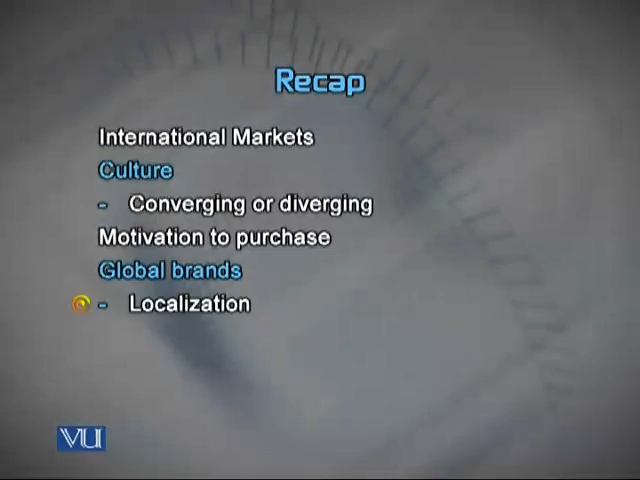 Recap
International Markets
Culture
- Converging or diverging
Motivation to purchase
Global brands
- Localization
VU